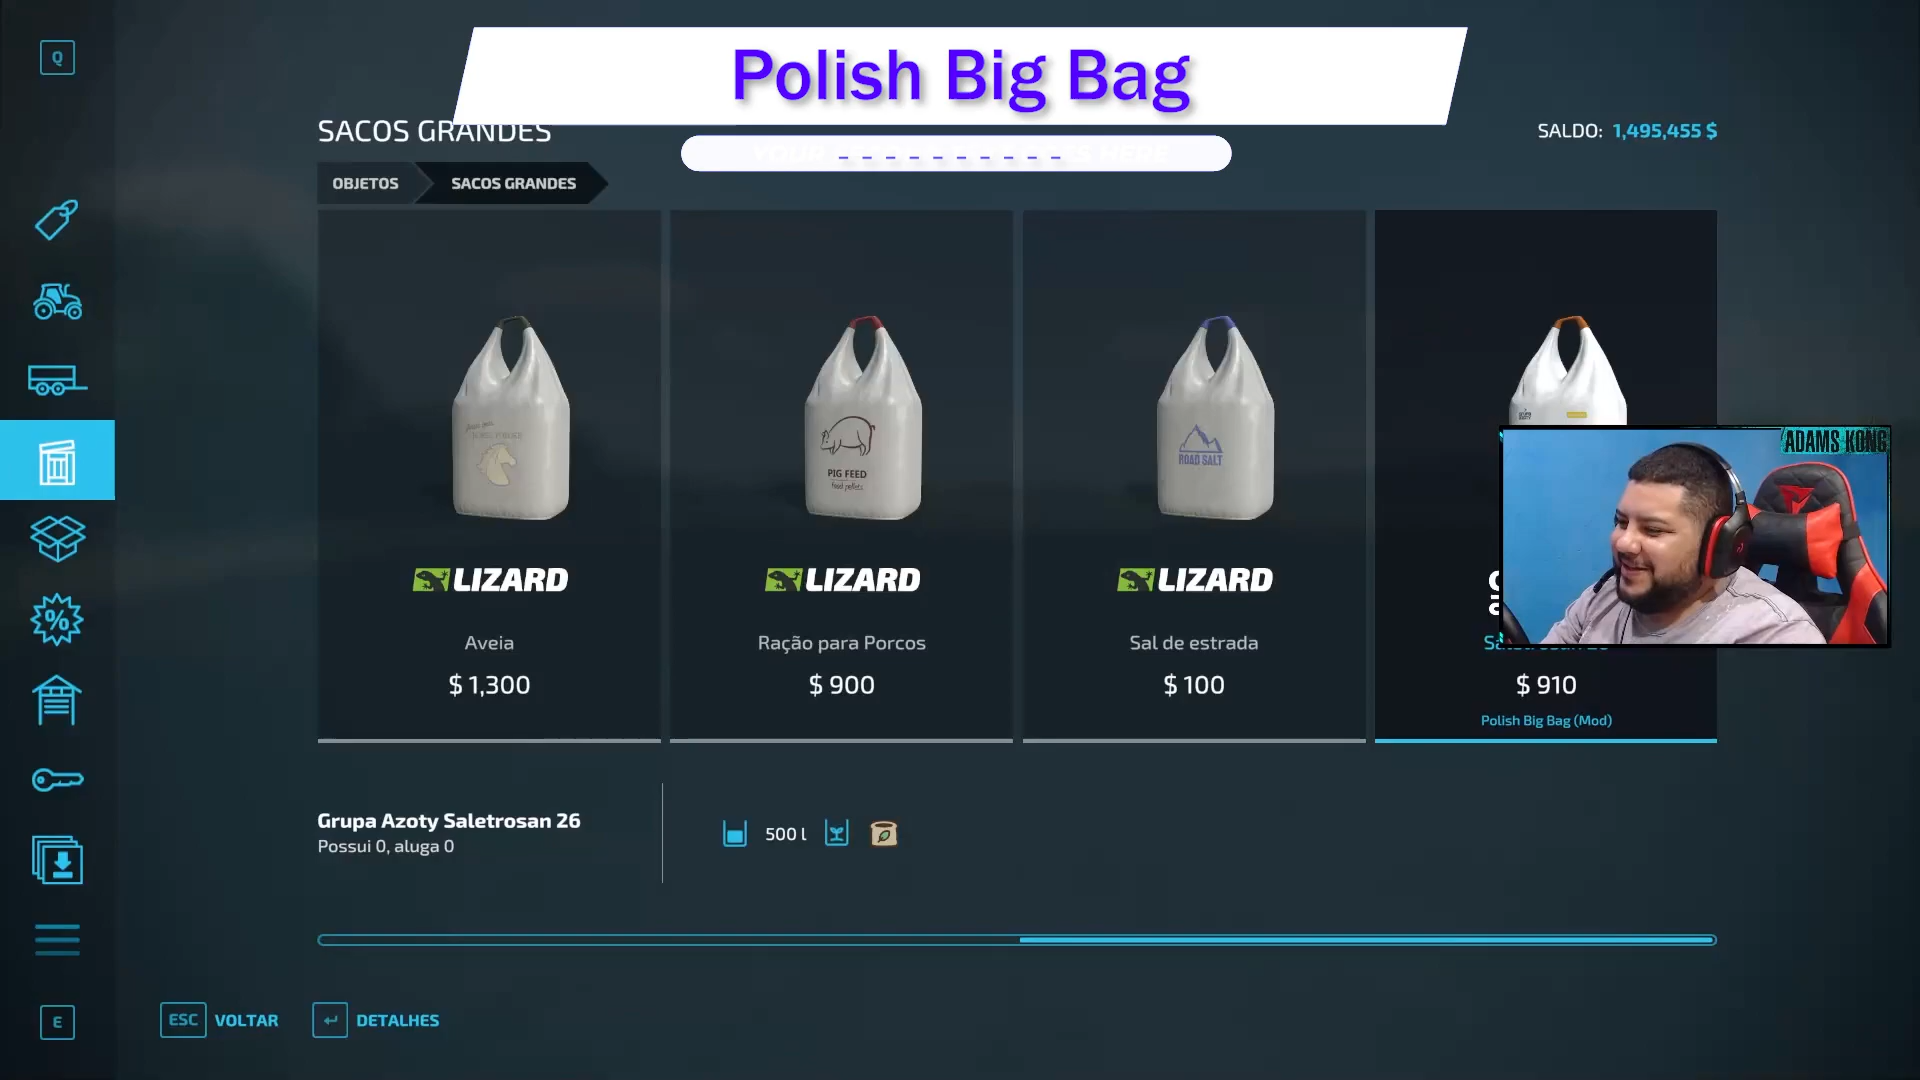 Q
Polish Big Bag
SACOS GRANDES
SALDO: 1,495,455 $
OBJETOS
SACOS GRANDES
PIG FEED
feed pellets
ROAD SALT
ADAMS KONG
LIZARD
LIZARD
LIZARD
Aveia
Ração para Porcos
Sal de estrada
$ 1,300
$ 900
$ 100
$ 910
Polish Big Bag (Mod)
Grupa Azoty Saletrosan 26
Possui 0, aluga 0
500 l
E
ESC VOLTAR
DETALHES